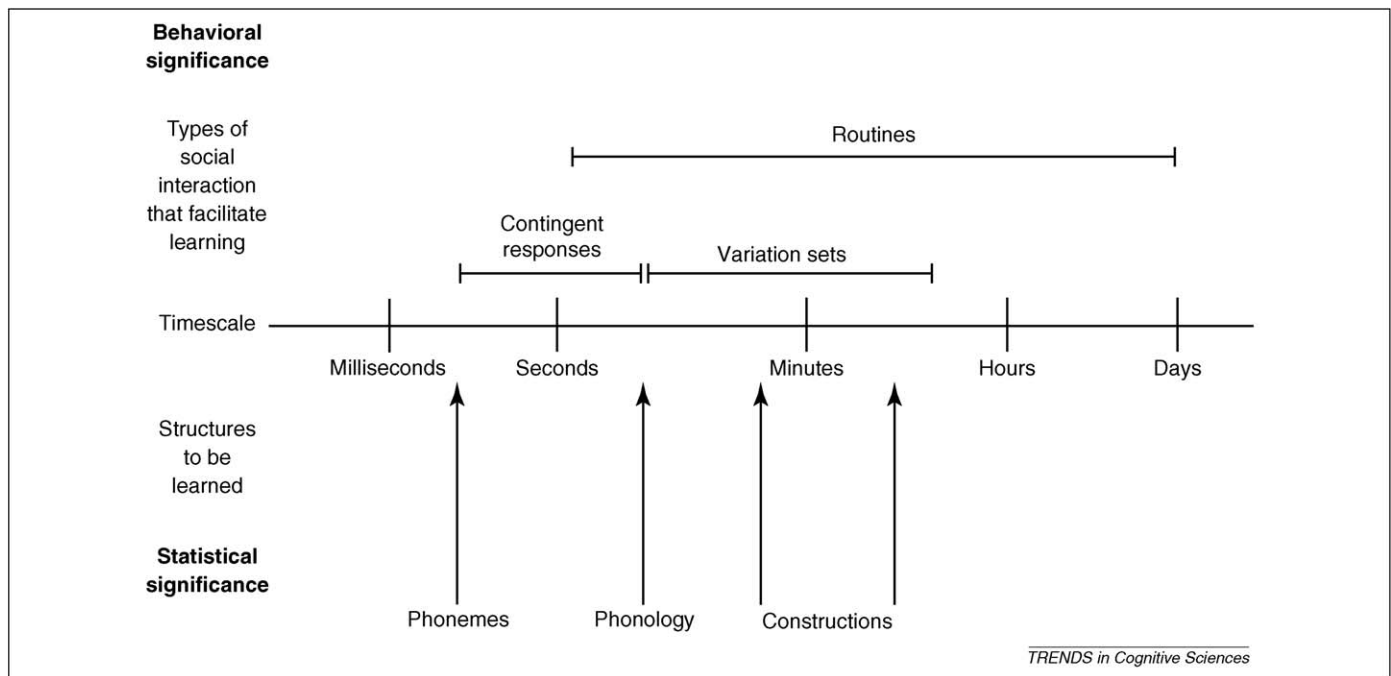 Behavioral
significance
Types of
social
interaction
that facilitate
learning
Routines
Contingent
responses
Variation sets
Timescale
Milliseconds Seconds Minutes Hours Days
Structures
to be
learned
Statistical
significance
Phonemes Phonology Constructions
TRENDS in Cognitive Sciences